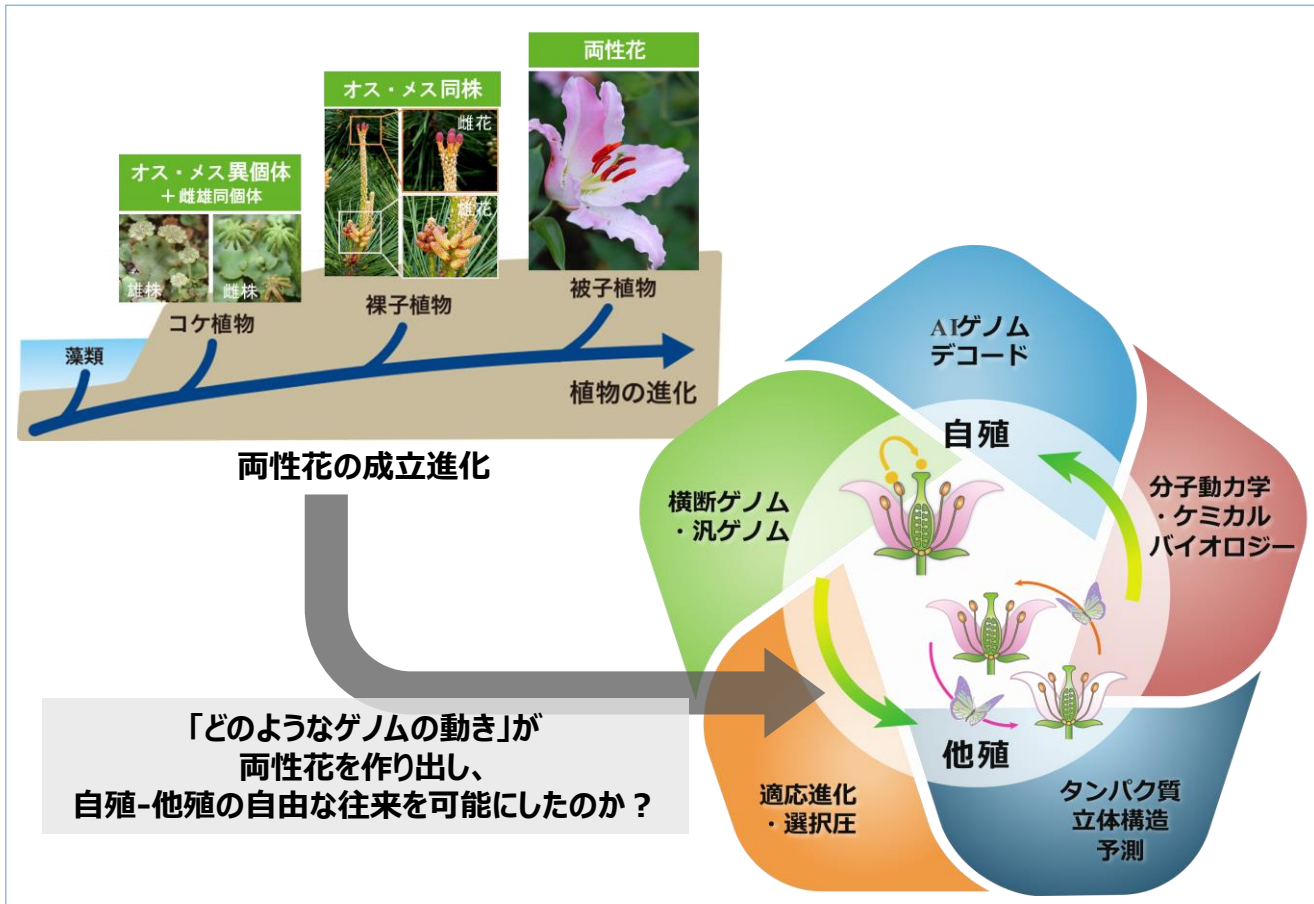 両性花
オス・メス同株
雌花
雄花
オス・メス異個体
＋雌雄同個体
雄株
雌株
藻類
コケ植物
裸子植物
被子植物
植物の進化
両性花の成立進化
「どのようなゲノムの動き」が
両性花を作り出し、
自殖-他殖の自由な往来を可能にしたのか？
AIゲノム
デコード
自殖
横断ゲノム
・汎ゲノム
分子動力学
・ケミカル
バイオロジー
他殖
適応進化
・選択圧
タンパク質
立体構造
予測